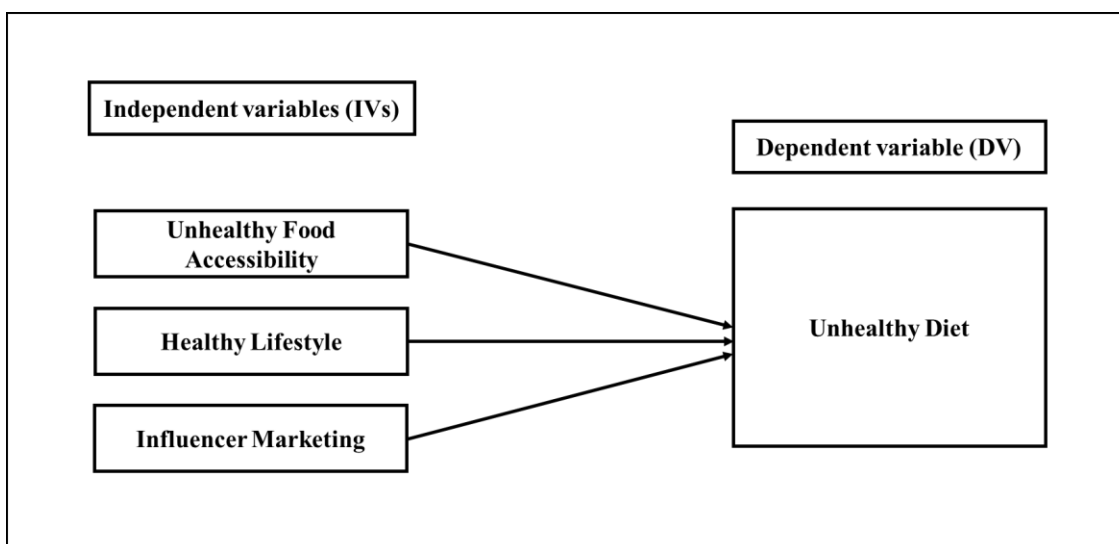 Independent variables (IVs)
Dependent variable (DV)
Unhealthy Food
Accessibility
Healthy Lifestyle
Influencer Marketing
Unhealthy Diet